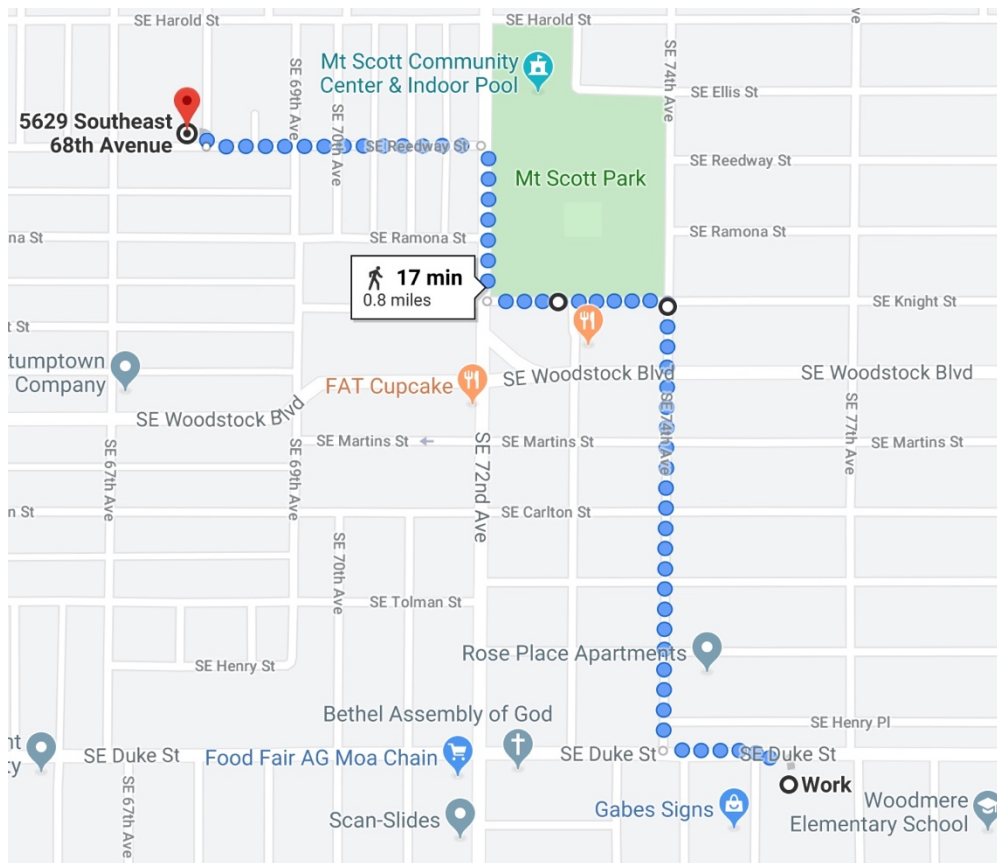 SE Harold St
SE Harold St
ve
Mt Scott Community
Center & Indoor Pool
SE 74th Ave
SE 69th Ave
SE Ellis St
5629 Southeast
68th Avenue
SE 70th Ave
SE Reedway St
SE Reedway St
Mt Scott Park
na St
SE Ramona St
SE Ramona St
17 min
0.8 miles
SE Knight St
t St
tumptown
Company
FAT Cupcake
SE Woodstock Blvd
SE Woodstock Blvd
SE Woodstock Blvd
SE 74th Ave
SE 77th Ave
SE Martins St
SE Martins St
SE Martins St
SE 67th Ave
SE 69th Ave
SE 72nd Ave
n St
SE Carlton St
SE 70th Ave
SE Tolman St
SE Henry St
Rose Place Apartments
Bethel Assembly of God
SE Henry Pl
nt
ty
SE Duke St
Food Fair AG Moa Chain
SE Duke St
SE Duke St
Work
SE 67th Ave
Scan-Slides
Gabes Signs
Woodmere
Elementary School